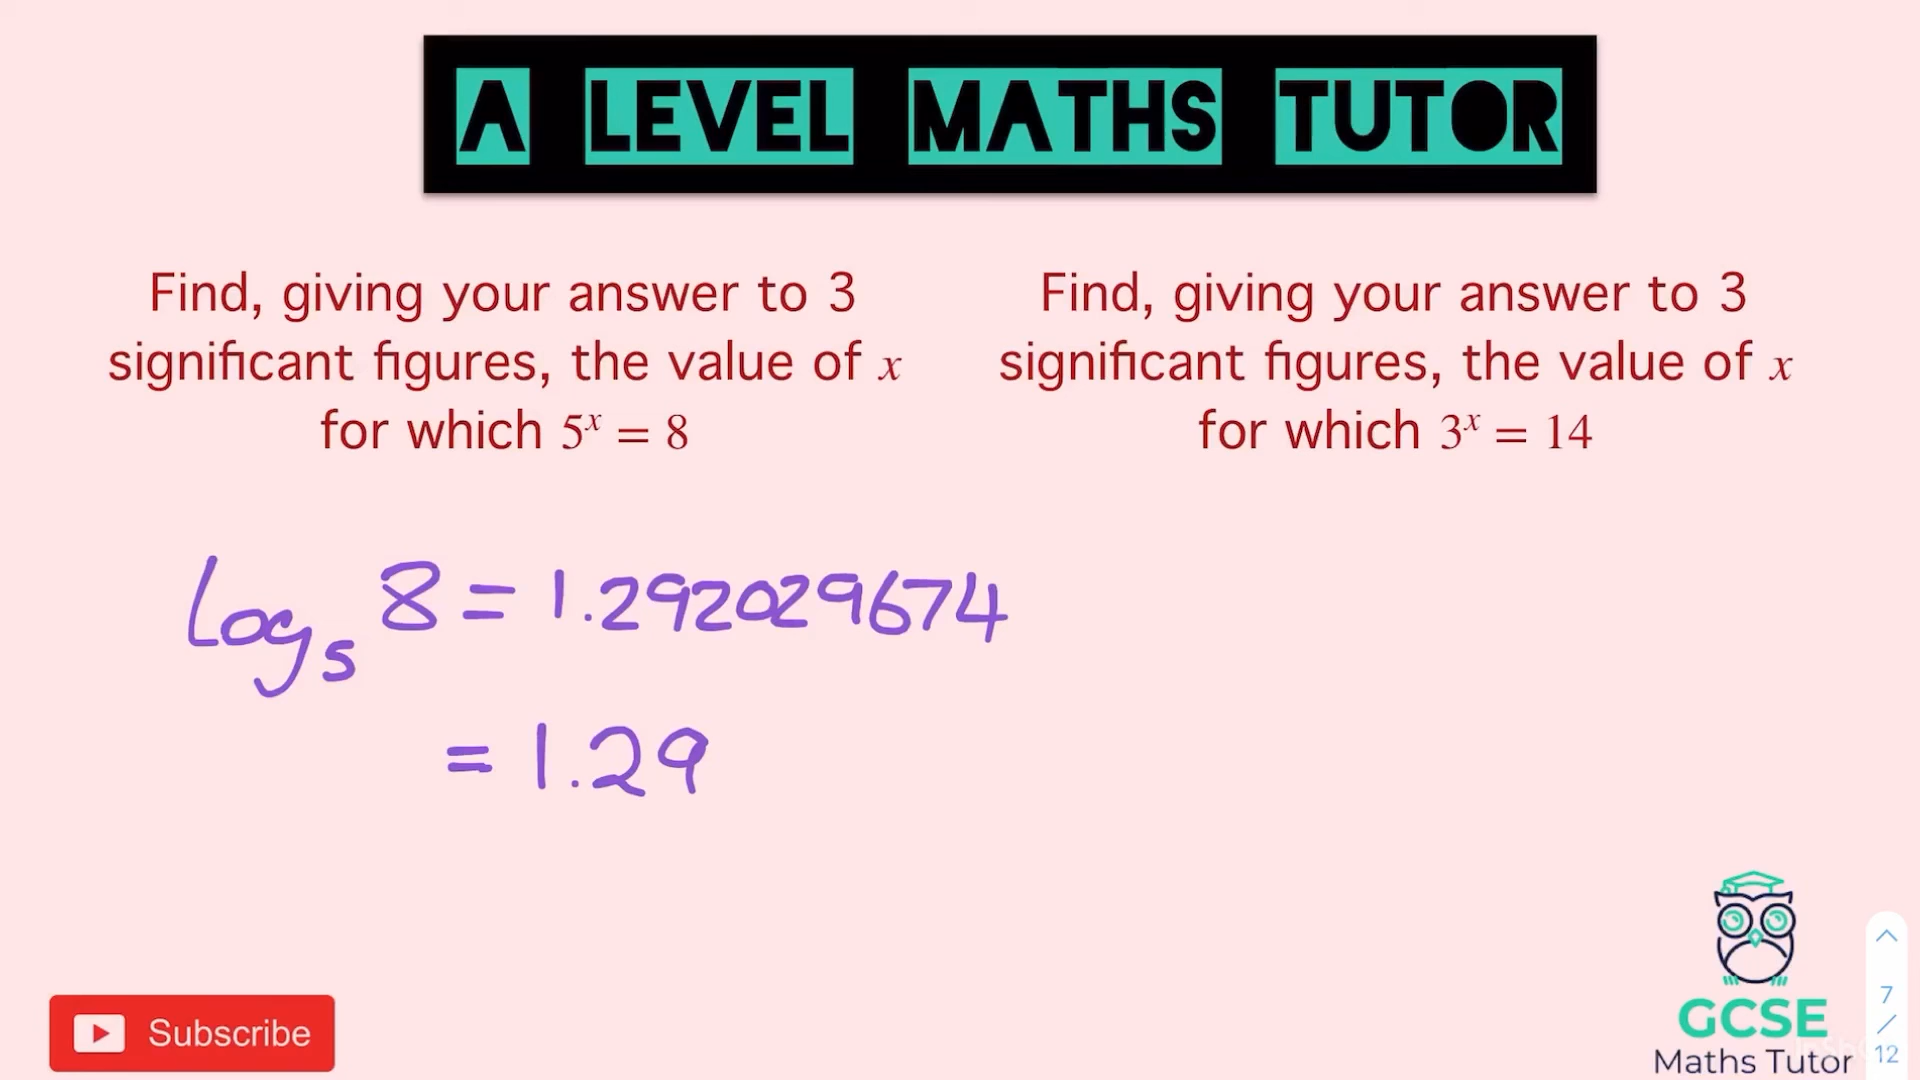 A LEVEL MATHS TUTOR
Find, giving your answer to 3
significant figures, the value of x
for which 5ˣ = 8
Find, giving your answer to 3
significant figures, the value of x
for which 3ˣ = 14
log₅ 8 = 1.292029674
= 1.29
Subscribe
GCSE
Maths Tutor
7
/
12